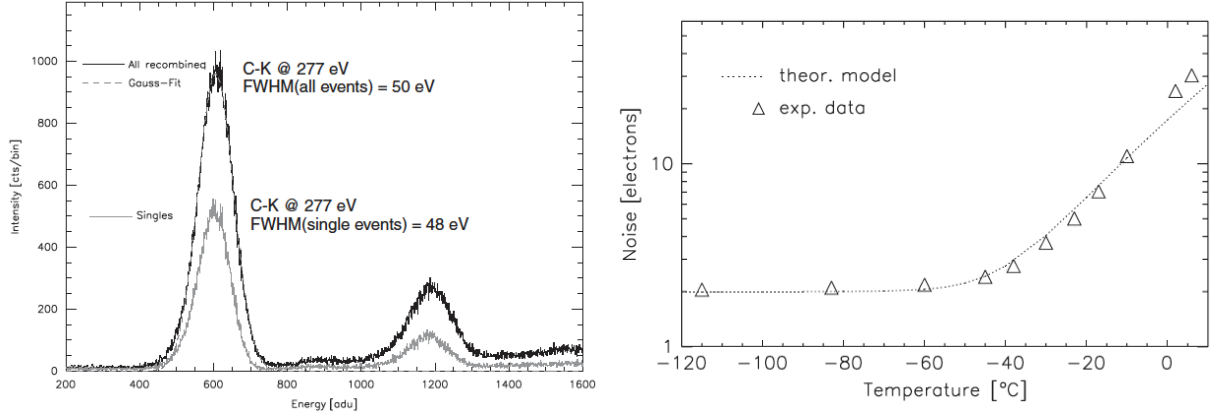 All recombined
Gauss-Fit
C-K @ 277 eV
FWHM(all events) = 50 eV
Singles
C-K @ 277 eV
FWHM(single events) = 48 eV
Intensity [cts/bin]
1000
800
600
400
200
0
200
400
600
800
1000
1200
1400
1600
Energy [adu]
theor. model
exp. data
Noise [electrons]
10
1
-120
-100
-80
-60
-40
-20
0
Temperature [°C]